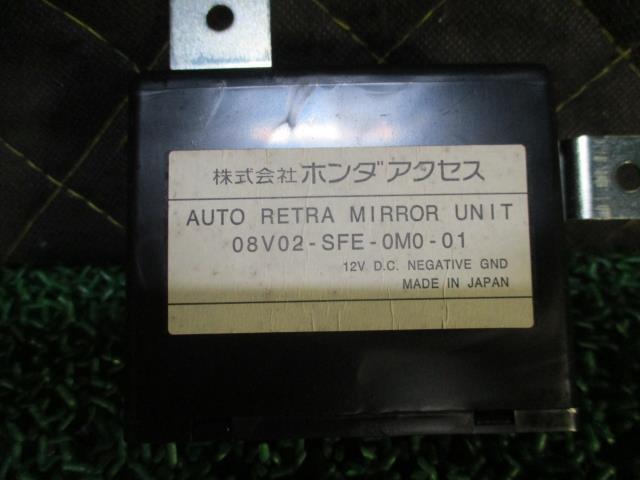 株式会社ホンダアクセス
AUTO RETRA MIRROR UNIT
08V02-SFE-0M0-01
12V D.C. NEGATIVE GND
MADE IN JAPAN